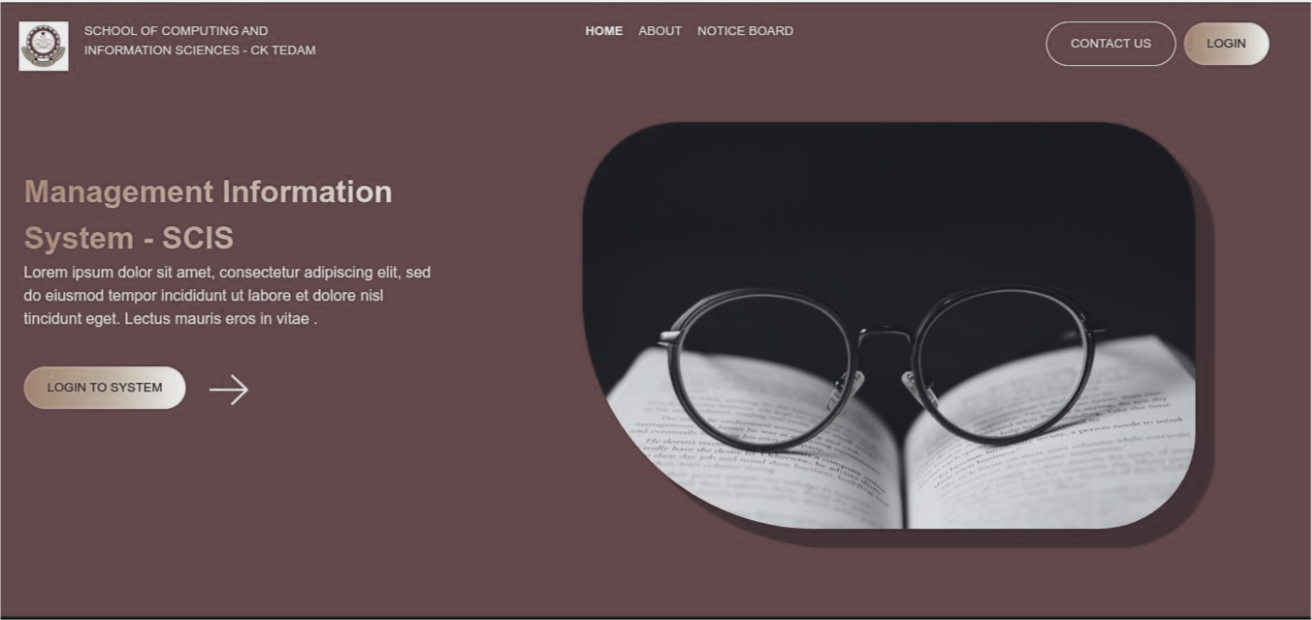 SCHOOL OF COMPUTING AND
INFORMATION SCIENCES - CK TEDAM
HOME ABOUT NOTICE BOARD
CONTACT US
LOGIN
Management Information
System - SCIS
Lorem ipsum dolor sit amet, consectetur adipiscing elit, sed
do eiusmod tempor incididunt ut labore et dolore nisl
tincidunt eget. Lectus mauris eros in vitae .
LOGIN TO SYSTEM